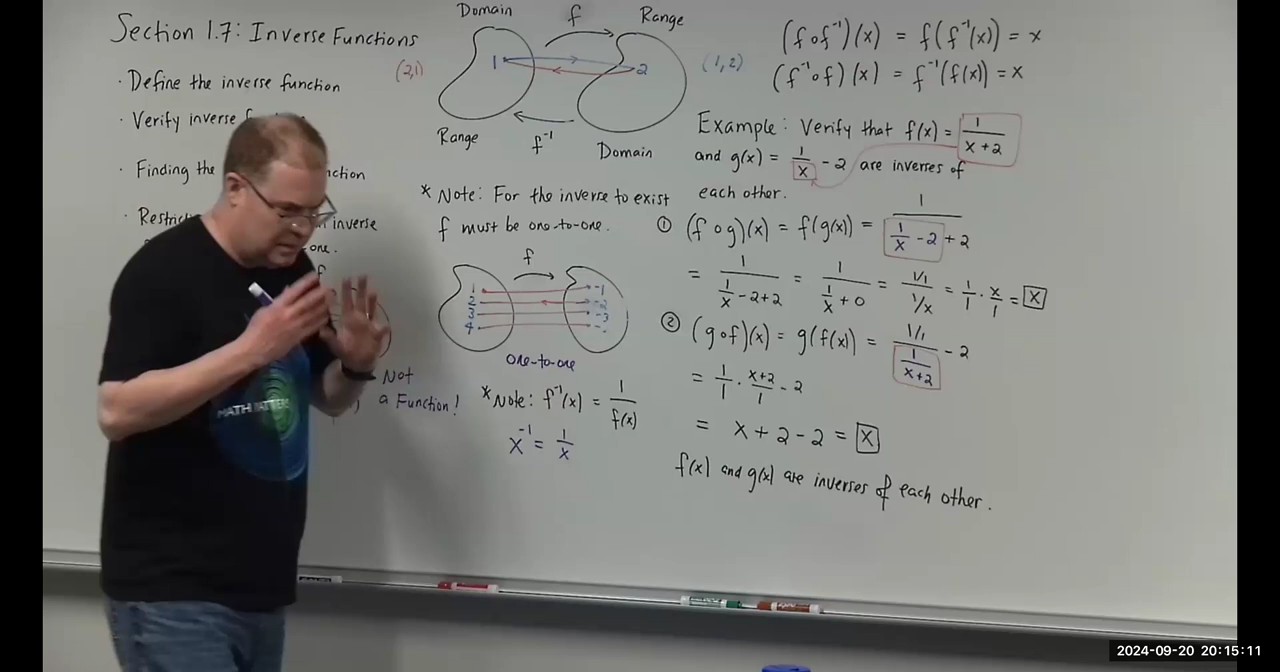 Section 1.7: Inverse Functions
· Define the inverse function
· Verify inverse
· Finding the
· Restric
inverse
one.
f
Not
a Function!
MATH MATTERS
Domain
f
Range
(2,1)
1
2
(1,2)
Range
f⁻¹
Domain
* Note: For the inverse to exist
f must be one-to-one.
f
1 -1
2 -2
3 -3
4
one-to-one
*Note: f⁻¹(x) = 1/f(x)
x⁻¹ = 1/x
(f∘f⁻¹)(x) = f(f⁻¹(x)) = x
(f⁻¹∘f)(x) = f⁻¹(f(x)) = x
Example: Verify that f(x) = 1/(x+2)
and g(x) = 1/x - 2 are inverses of
each other.
① (f∘g)(x) = f(g(x)) = 1/(1/x - 2 + 2)
= 1/(1/x - 2 + 2) = 1/(1/x + 0) = (1/1)/(1/x) = 1/1 · x/1 = x
② (g∘f)(x) = g(f(x)) = (1/1)/(1/(x+2)) - 2
= 1/1 · (x+2)/1 - 2
= x + 2 - 2 = x
f(x) and g(x) are inverses of each other.
2024-09-20 20:15:11